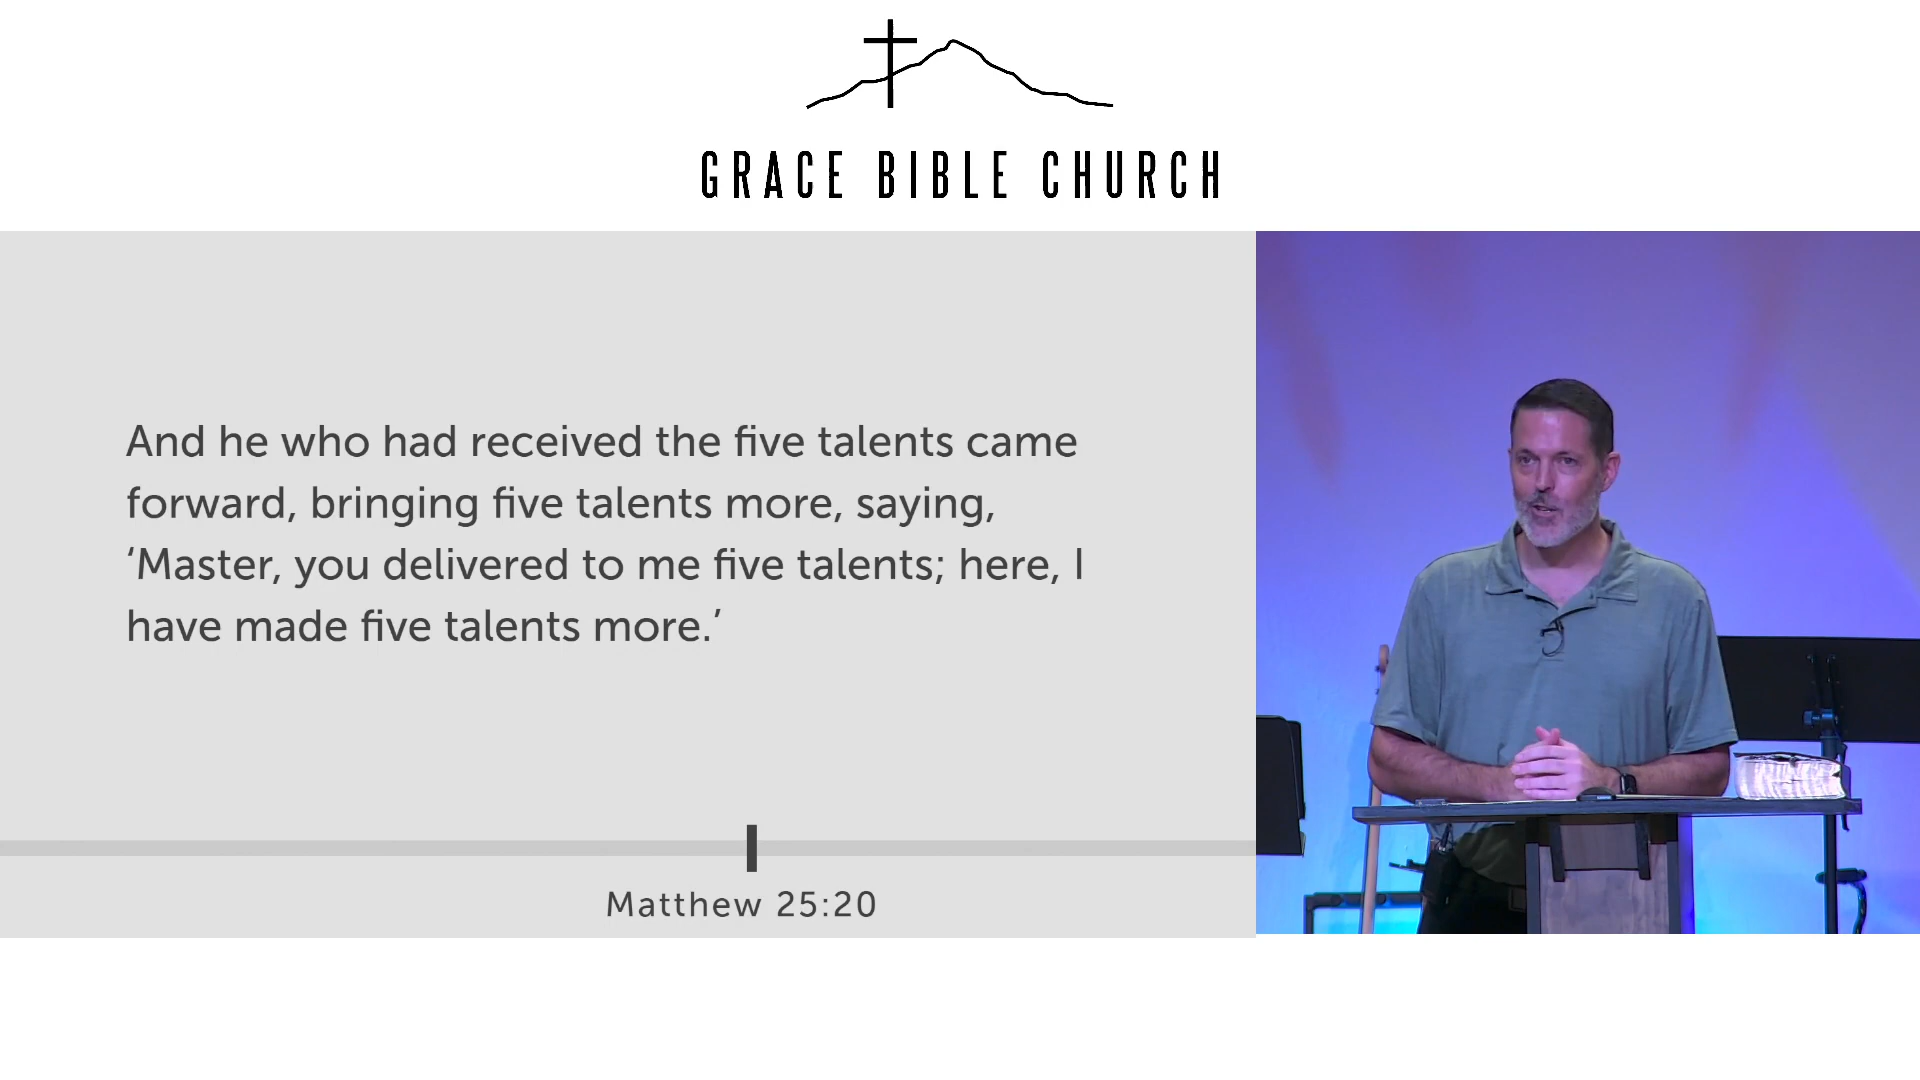 GRACE BIBLE CHURCH
And he who had received the five talents came
forward, bringing five talents more, saying,
‘Master, you delivered to me five talents; here, I
have made five talents more.’
Matthew 25:20